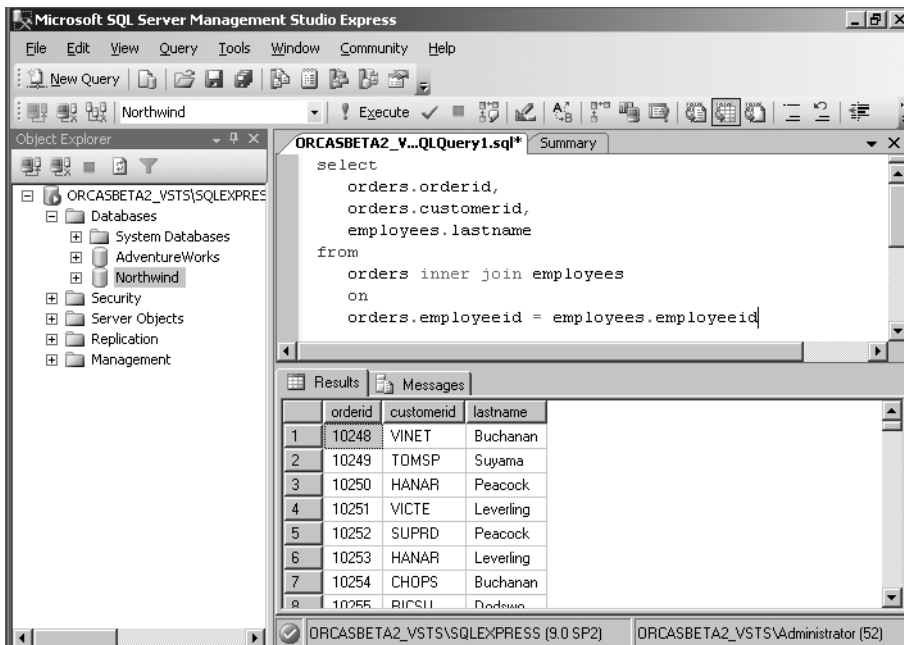 Microsoft SQL Server Management Studio Express
File Edit View Query Tools Window Community Help
New Query
Northwind Execute
Object Explorer
ORCASBETA2_VSTS\SQLEXPRES
Databases
System Databases
AdventureWorks
Northwind
Security
Server Objects
Replication
Management
ORCASBETA2_V...QLQuery1.sql* Summary
select
orders.orderid,
orders.customerid,
employees.lastname
from
orders inner join employees
on
orders.employeeid = employees.employeeid
Results Messages
orderid customerid lastname
1 10248 VINET Buchanan
2 10249 TOMSP Suyama
3 10250 HANAR Peacock
4 10251 VICTE Leverling
5 10252 SUPRD Peacock
6 10253 HANAR Leverling
7 10254 CHOPS Buchanan
8 10255 RICSU Dodswo
ORCASBETA2_VSTS\SQLEXPRESS (9.0 SP2) ORCASBETA2_VSTS\Administrator (52)